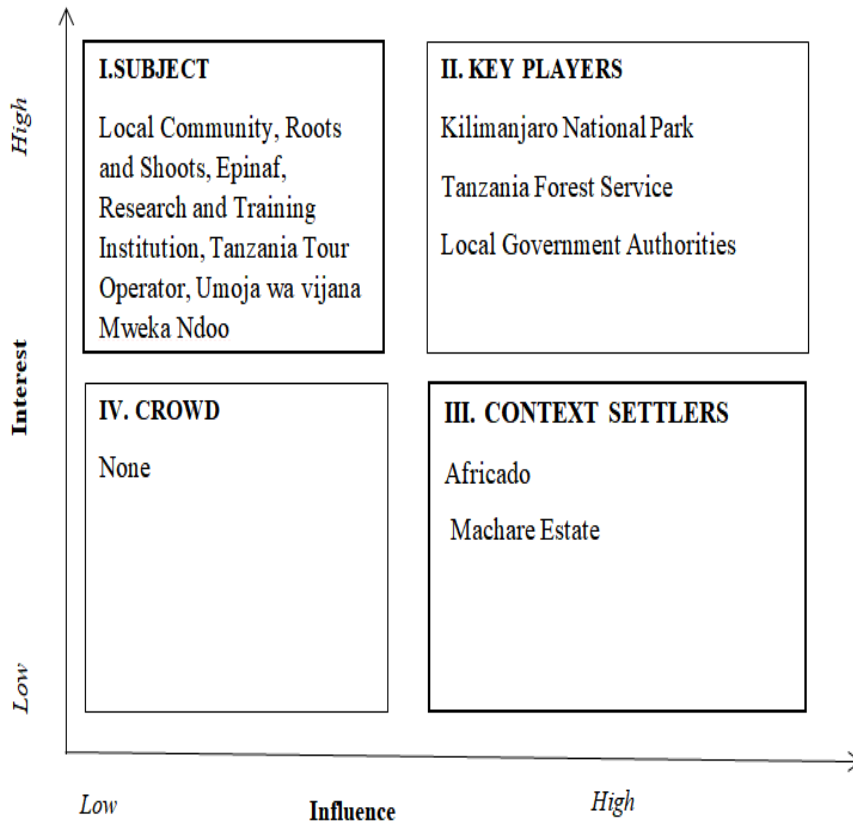 High
I.SUBJECT
Local Community, Roots
and Shoots, Epinaf,
Research and Training
Institution, Tanzania Tour
Operator, Umoja wa vijana
Mweka Ndoo
II. KEY PLAYERS
Kilimanjaro National Park
Tanzania Forest Service
Local Government Authorities
Interest
IV. CROWD
None
III. CONTEXT SETTLERS
Africado
Machare Estate
Low
Low
Influence
High